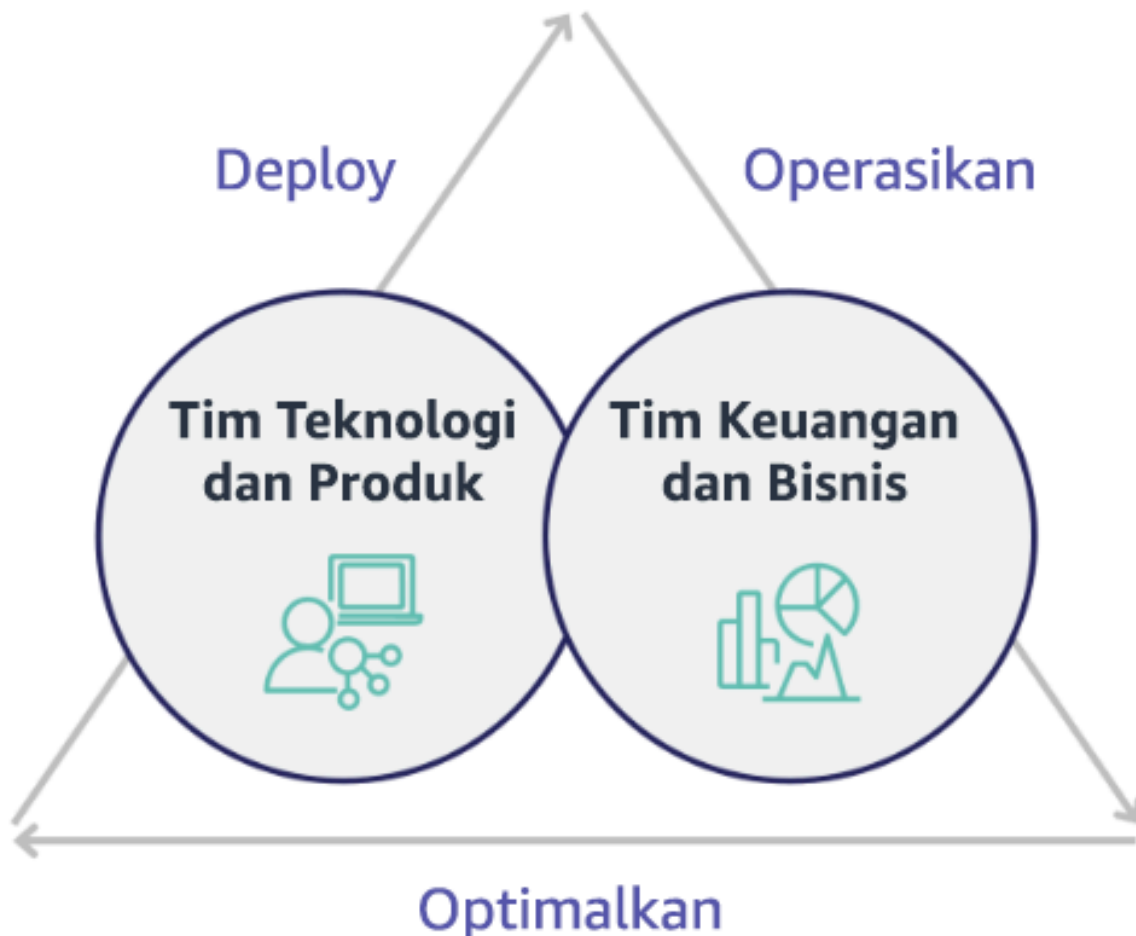 Deploy
Operasikan
Tim Teknologi
dan Produk
Tim Keuangan
dan Bisnis
Optimalkan